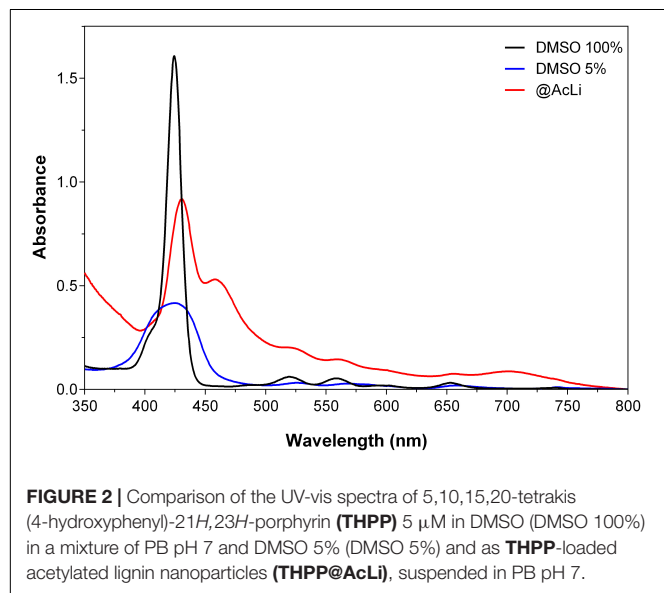 DMSO 100%
DMSO 5%
@AcLi
1.5
1.0
0.5
0.0
Absorbance
350 400 450 500 550 600 650 700 750 800
Wavelength (nm)
FIGURE 2 | Comparison of the UV-vis spectra of 5,10,15,20-tetrakis
(4-hydroxyphenyl)-21H,23H-porphyrin (THPP) 5 μM in DMSO (DMSO 100%)
in a mixture of PB pH 7 and DMSO 5% (DMSO 5%) and as THPP-loaded
acetylated lignin nanoparticles (THPP@AcLi), suspended in PB pH 7.